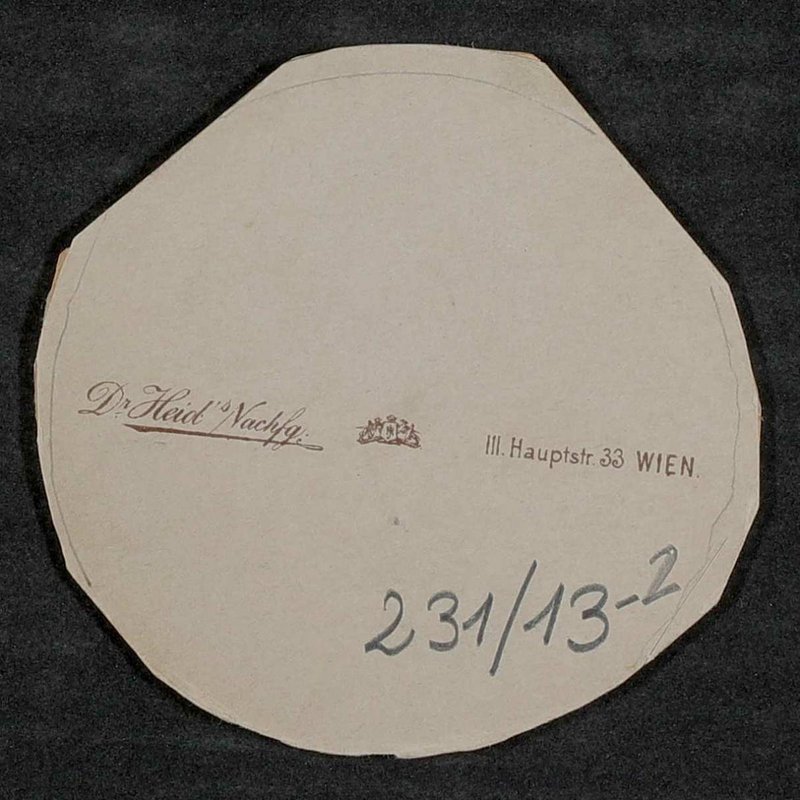 Dr. Heid's Nachfg.
III. Hauptstr. 33 WIEN.
231/13-2